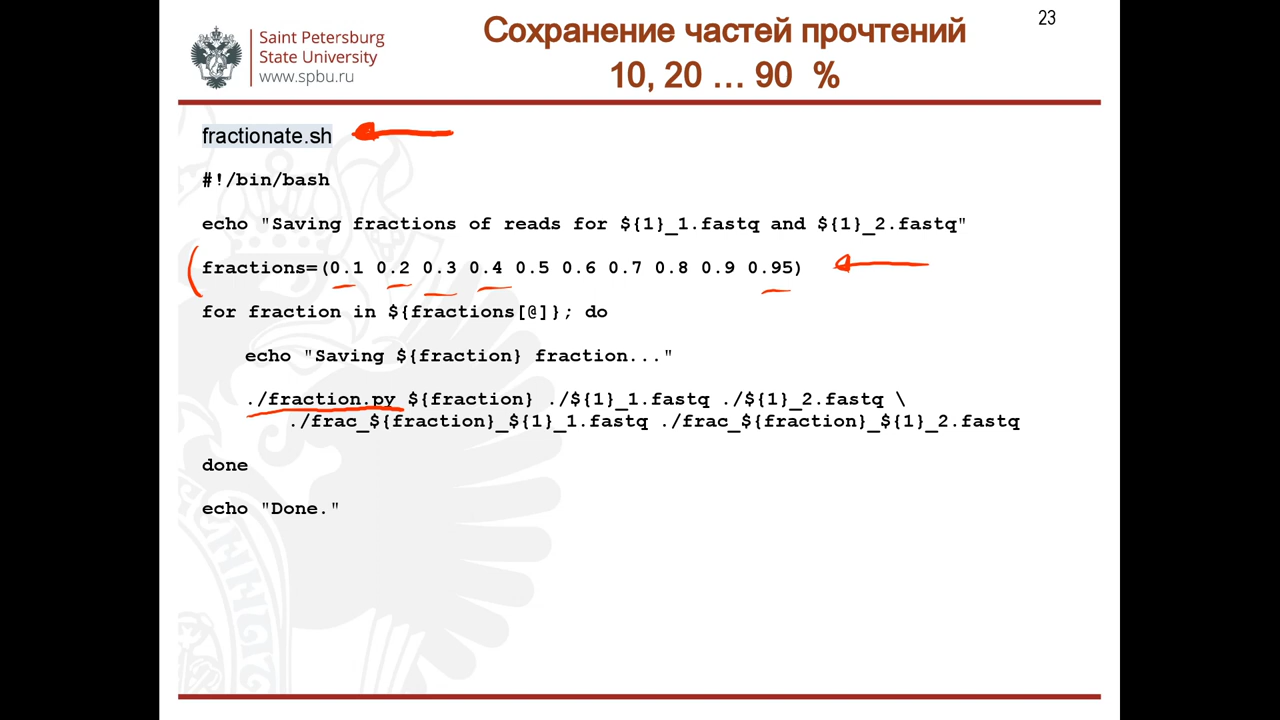 23
Saint Petersburg
State University
www.spbu.ru
Сохранение частей прочтений
10, 20 … 90 %
fractionate.sh
#!/bin/bash
echo "Saving fractions of reads for ${1}_1.fastq and ${1}_2.fastq"
fractions=(0.1 0.2 0.3 0.4 0.5 0.6 0.7 0.8 0.9 0.95)
for fraction in ${fractions[@]}; do
echo "Saving ${fraction} fraction..."
./fraction.py ${fraction} ./${1}_1.fastq ./${1}_2.fastq \
./frac_${fraction}_${1}_1.fastq ./frac_${fraction}_${1}_2.fastq
done
echo "Done."